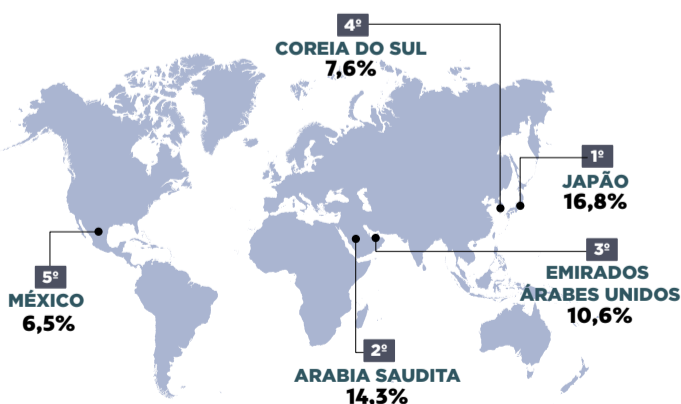 4º
COREIA DO SUL
7,6%
1º
JAPÃO
16,8%
3º
EMIRADOS
ÁRABES UNIDOS
10,6%
5º
MÉXICO
6,5%
2º
ARABIA SAUDITA
14,3%